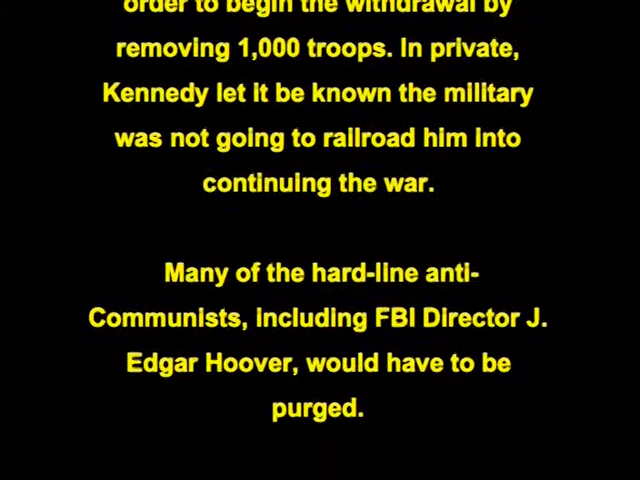 order to begin the withdrawal by
removing 1,000 troops. In private,
Kennedy let it be known the military
was not going to railroad him into
continuing the war.
Many of the hard-line anti-
Communists, including FBI Director J.
Edgar Hoover, would have to be
purged.